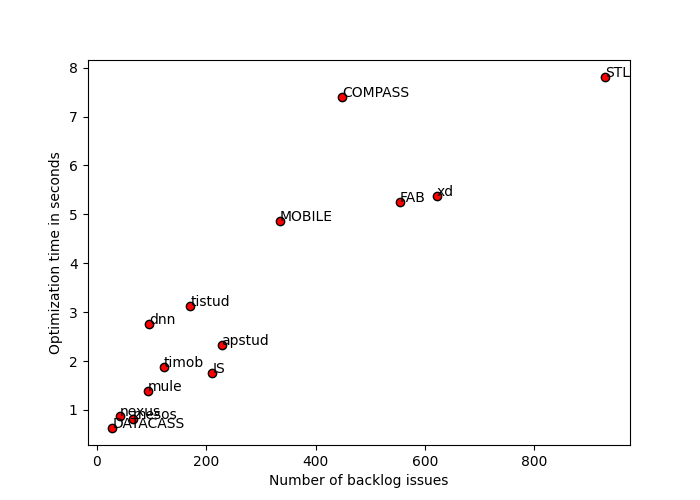 8
STL
COMPASS
7
6
xd
FAB
5
MOBILE
tistud
3
dnn
apstud
timob
2
IS
mule
nexus
mesos
1
DATACASS
4
0
200
400
600
800
Number of backlog issues
Optimization time in seconds